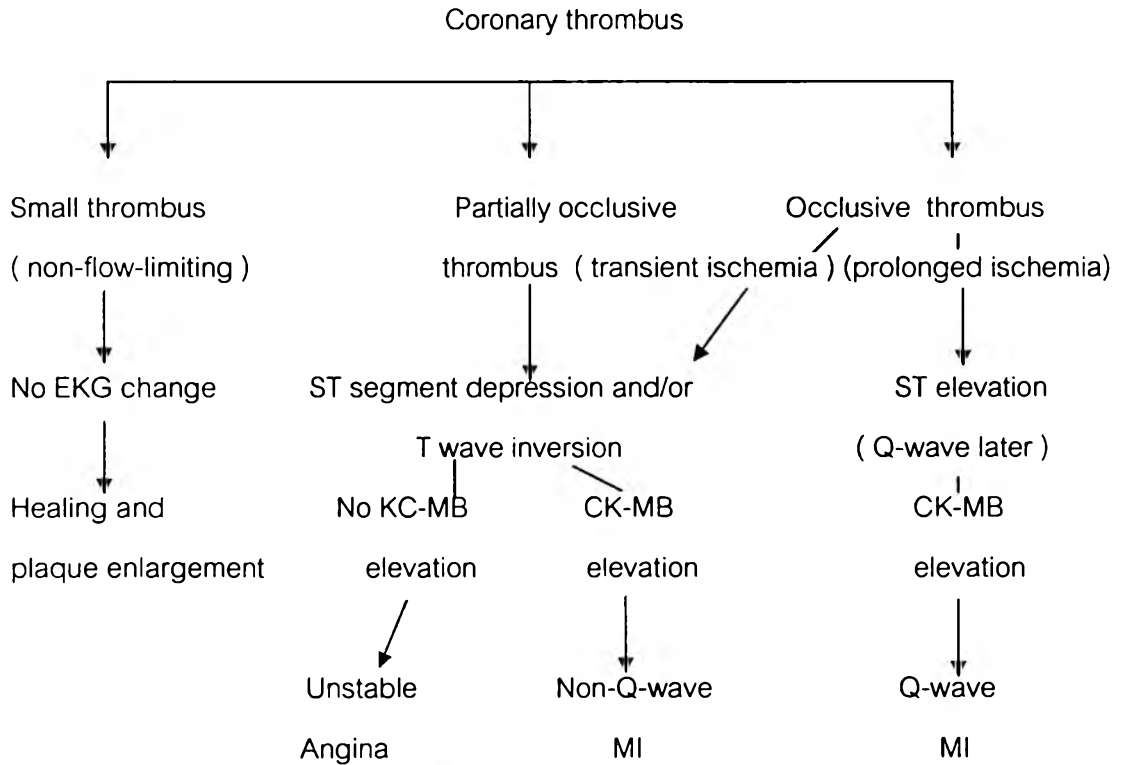 Coronary thrombus
Small thrombus Partially occlusive Occlusive thrombus
( non-flow-limiting ) thrombus ( transient ischemia ) (prolonged ischemia)
No EKG change ST segment depression and/or ST elevation
T wave inversion ( Q-wave later )
Healing and No KC-MB CK-MB CK-MB
plaque enlargement elevation elevation elevation
Unstable Non-Q-wave Q-wave
Angina MI MI